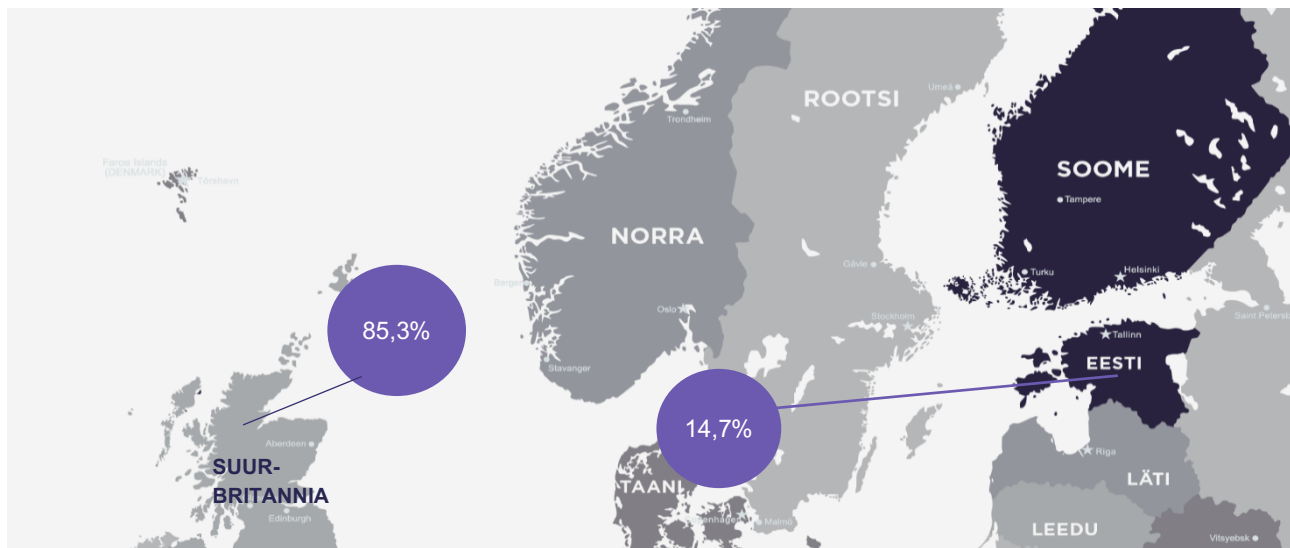 Umeå
ROOTSI
Trondheim
Faroe Islands
(DENMARK)
Tórshavn
SOOME
Tampere
NORRA
Gävle
Turku
Helsinki
Bergen
Oslo
Stockholm
Saint Petersb
85,3%
Tallinn
EESTI
Stavanger
14,7%
Aberdeen
Riga
SUUR-
BRITANNIA
TAANI
LÄTI
Edinburgh
penhagen
Malmö
LEEDU
Vitsyebsk